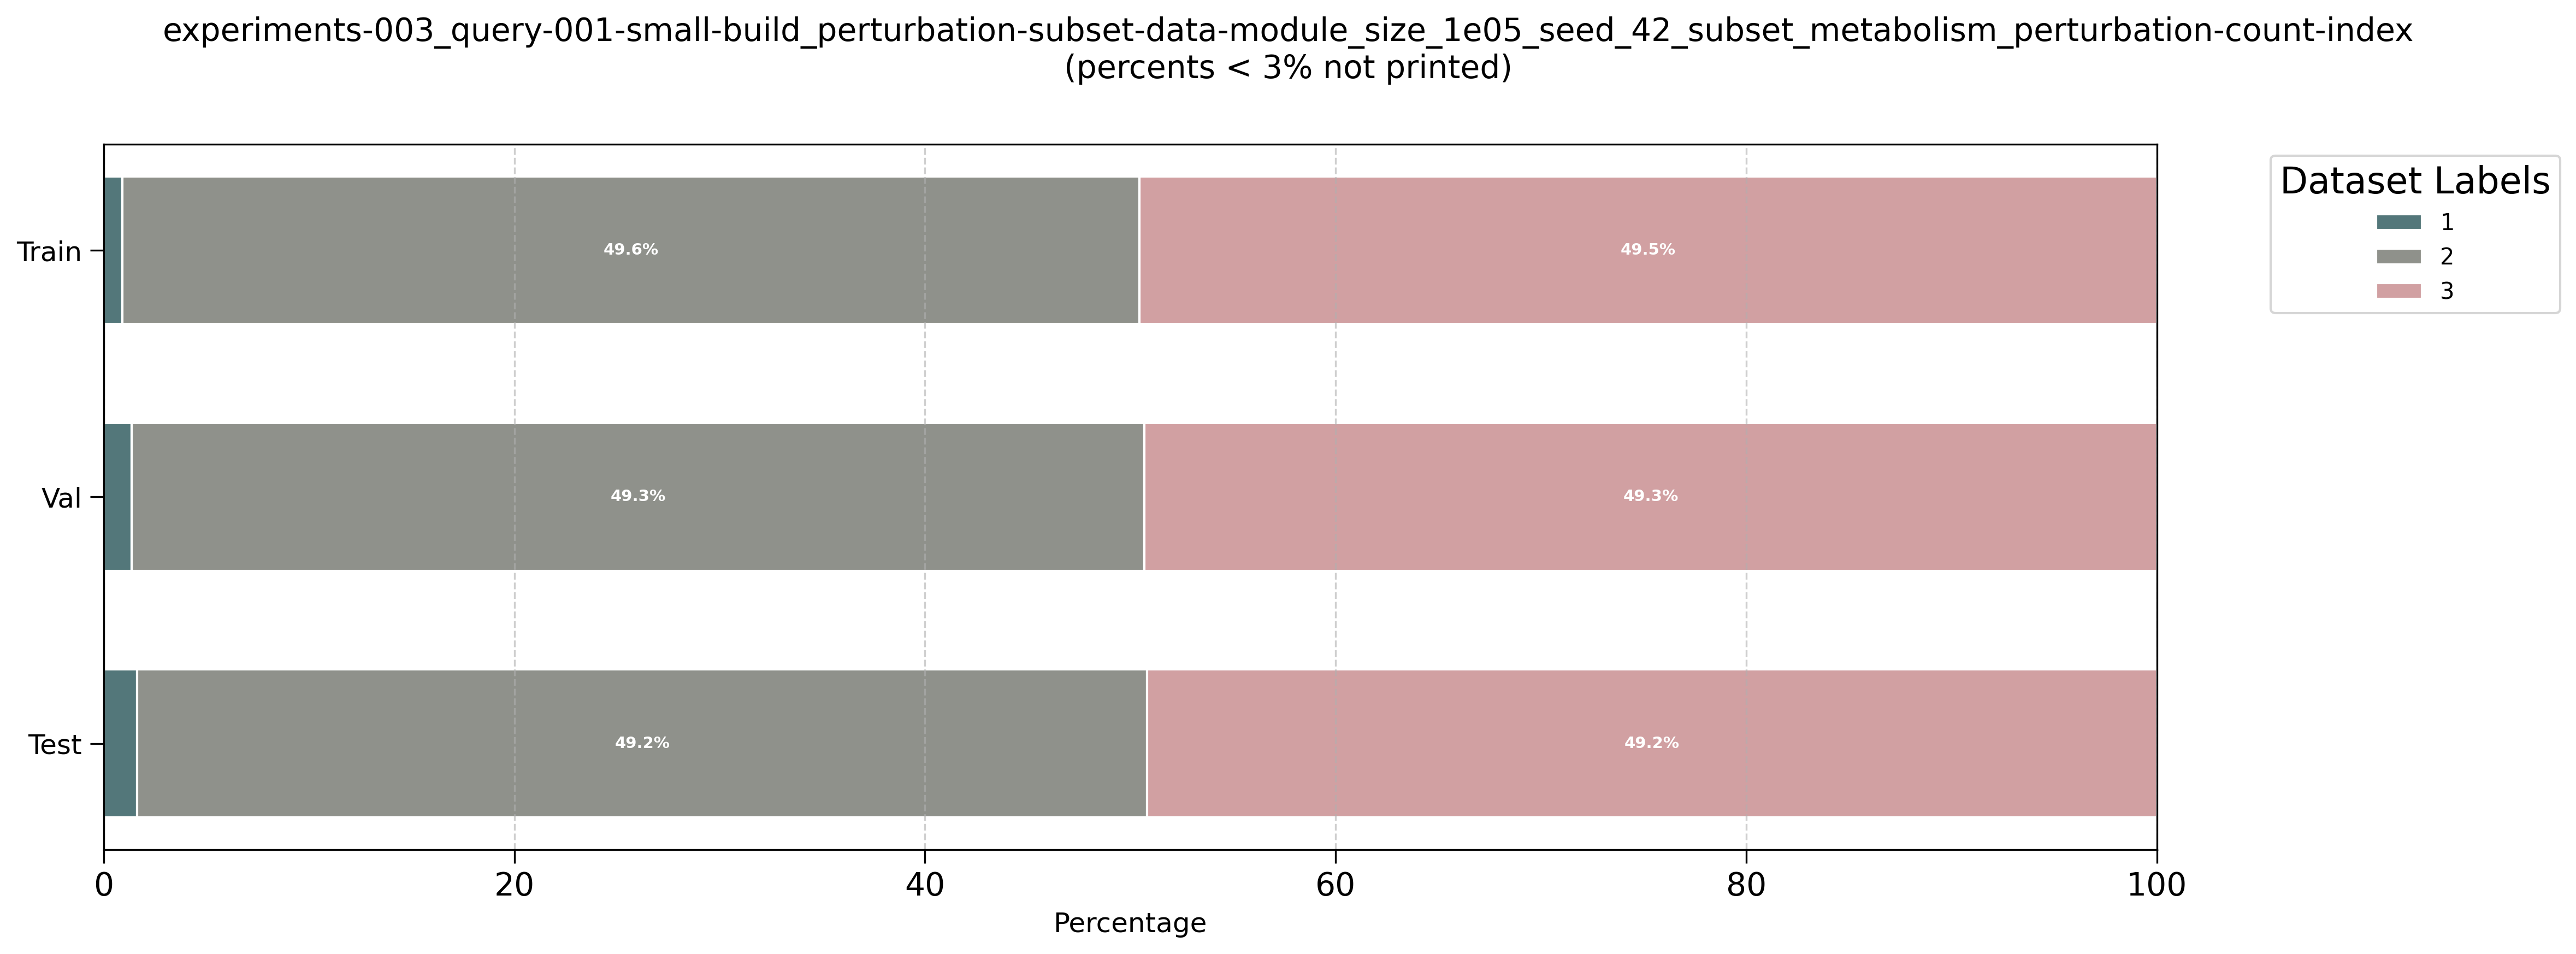 experiments-003_query-001-small-build_perturbation-subset-data-module_size_1e05_seed_42_subset_metabolism_perturbation-count-index
(percents < 3% not printed)
Dataset Labels
1
2
3
Train
49.6%
49.5%
Val
49.3%
49.3%
Test
49.2%
49.2%
0
20
40
60
80
100
Percentage